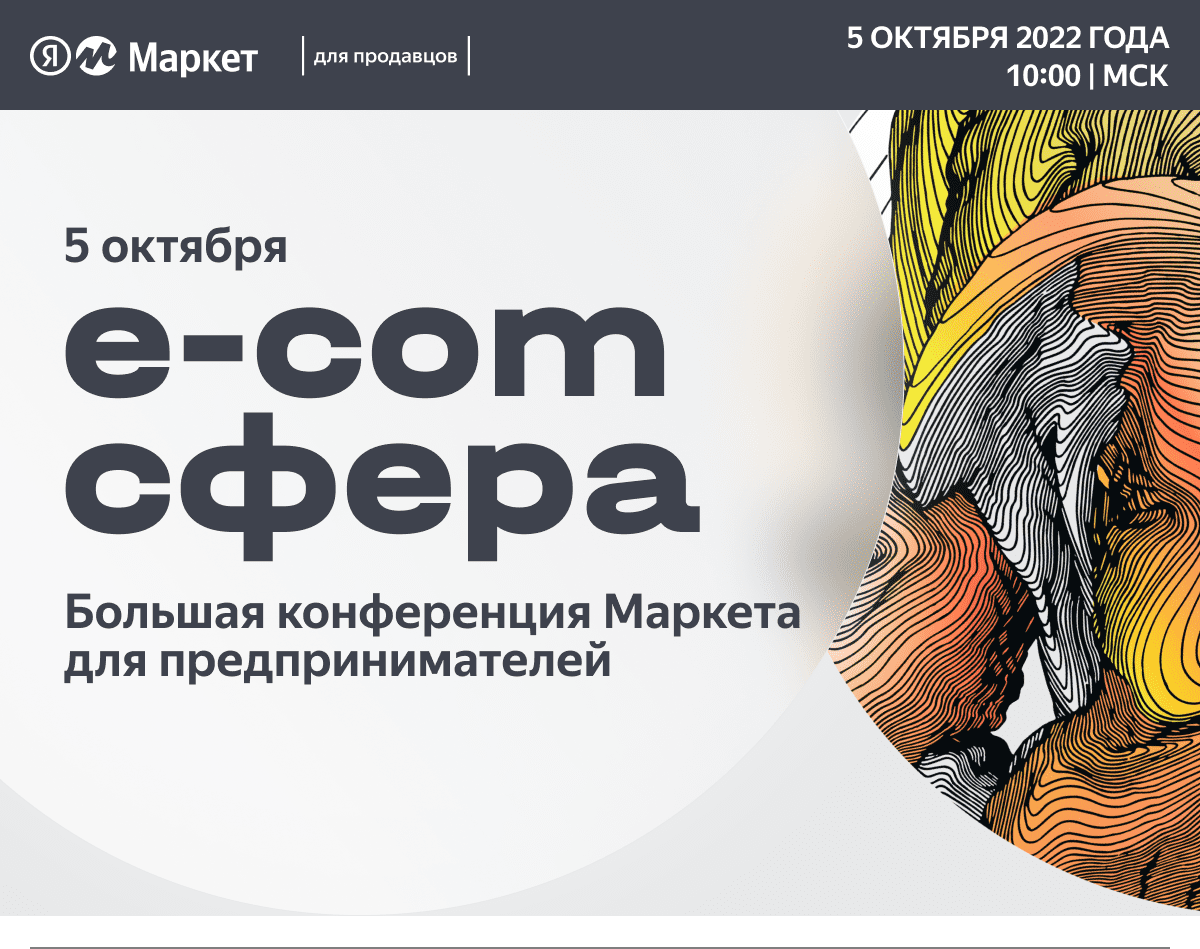 Я Маркет
для продавцов
5 ОКТЯБРЯ 2022 ГОДА
10:00 | МСК
5 октября
e-com
сфера
Большая конференция Маркета
для предпринимателей